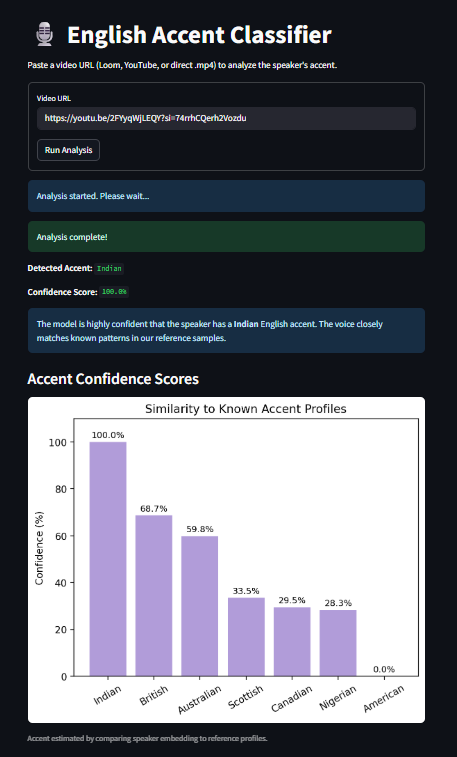 English Accent Classifier
Paste a video URL (Loom, YouTube, or direct .mp4) to analyze the speaker's accent.
Video URL
https://youtu.be/2FYyqWjLEQY?si=74rrhCQerh2Vozdu
Run Analysis
Analysis started. Please wait...
Analysis complete!
Detected Accent: Indian
Confidence Score: 100.0%
The model is highly confident that the speaker has a Indian English accent. The voice closely
matches known patterns in our reference samples.
Accent Confidence Scores
Similarity to Known Accent Profiles
Confidence (%)
100
80
60
40
20
0
100.0%
68.7%
59.8%
33.5%
29.5%
28.3%
0.0%
Indian
British
Australian
Scottish
Canadian
Nigerian
American
Accent estimated by comparing speaker embedding to reference profiles.